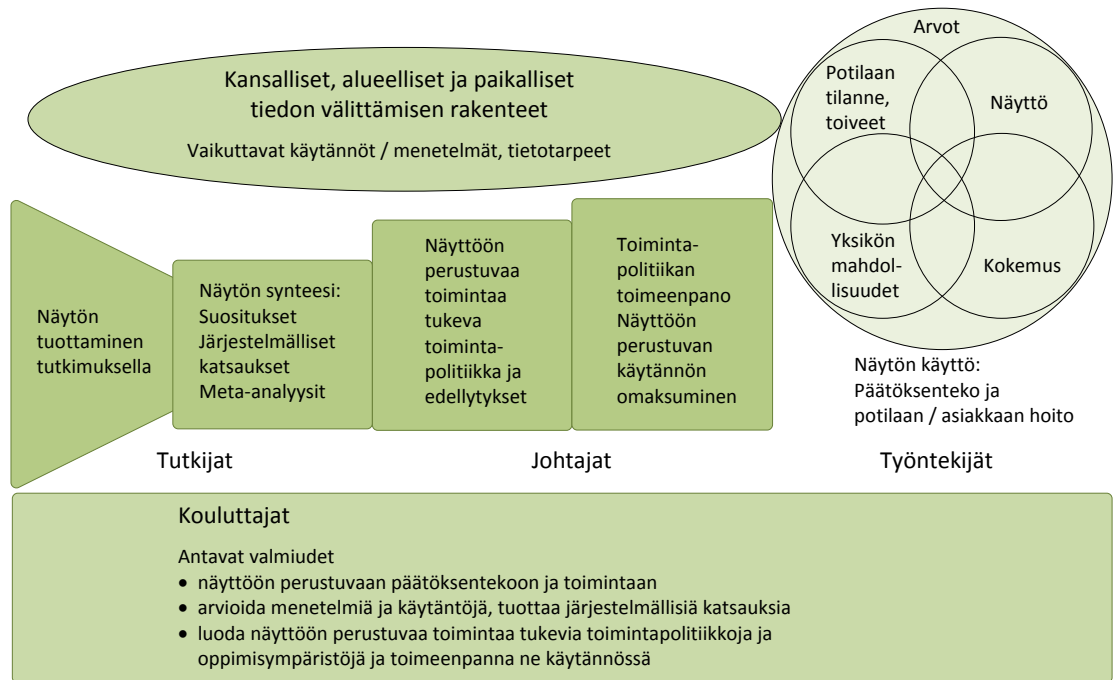 Kansalliset, alueelliset ja paikalliset
tiedon välittämisen rakenteet
Vaikuttavat käytännöt / menetelmät, tietotarpeet
Arvot
Potilaan
tilanne,
toiveet
Näyttö
Yksikön
mahdol-
lisuudet
Kokemus
Näytön
tuottaminen
tutkimuksella
Näytön synteesi:
Suositukset
Järjestelmälliset
katsaukset
Meta-analyysit
Näyttöön
perustuvaa
toimintaa
tukeva
toiminta-
politiikka ja
edellytykset
Toiminta-
politiikan
toimeenpano
Näyttöön
perustuvan
käytännön
omaksuminen
Näytön käyttö:
Päätöksenteko ja
potilaan / asiakkaan hoito
Tutkijat
Johtajat
Työntekijät
Kouluttajat
Antavat valmiudet
• näyttöön perustuvaan päätöksentekoon ja toimintaan
• arvioida menetelmiä ja käytäntöjä, tuottaa järjestelmällisiä katsauksia
• luoda näyttöön perustuvaa toimintaa tukevia toimintapolitiikkoja ja
oppimisympäristöjä ja toimeenpanna ne käytännössä